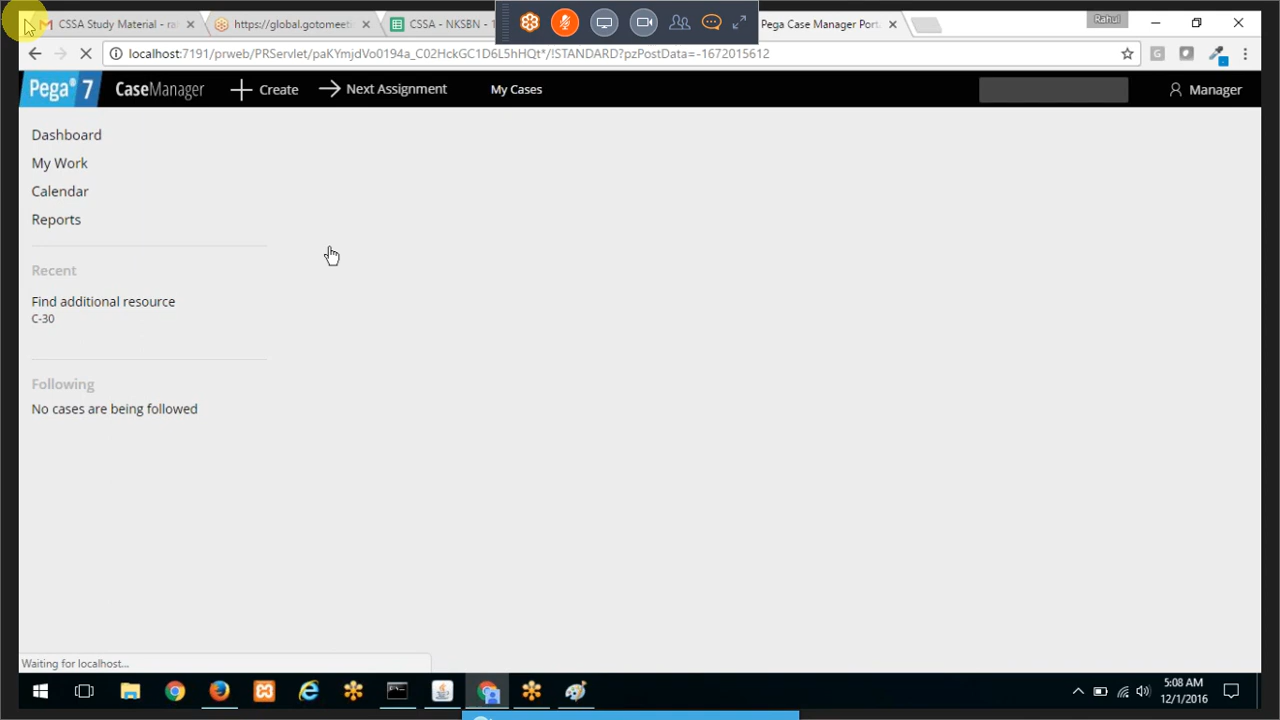 CSSA Study Material - ra
https://global.gotomeeti
CSSA - NKSBN -
Pega Case Manager Port.
Rahul
localhost:7191/prweb/PRServlet/paKYmjdVo0194a_C02HckGC1D6L5hHQt*/!STANDARD?pzPostData=-1672015612
Pega 7
CaseManager
Create
Next Assignment
My Cases
Manager
Dashboard
My Work
Calendar
Reports
Recent
Find additional resource
C-30
Following
No cases are being followed
Waiting for localhost...
5:08 AM
12/1/2016